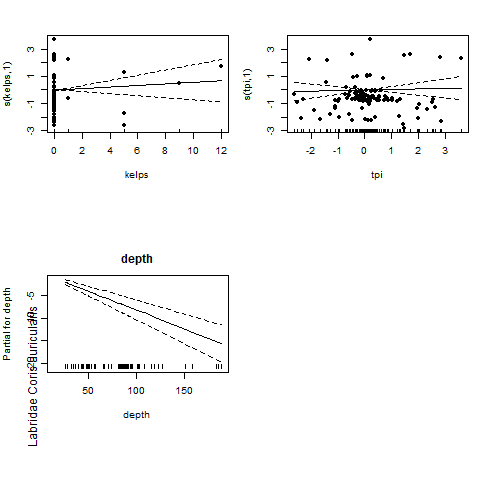 s(kelps,1)
3
1
-1
-3
0 2 4 6 8 10 12
kelps
s(tpi,1)
3
1
-1
-3
-2 -1 0 1 2 3
tpi
depth
Partial for depth
-5
50 100 150
depth
Labridae Coris auricularis